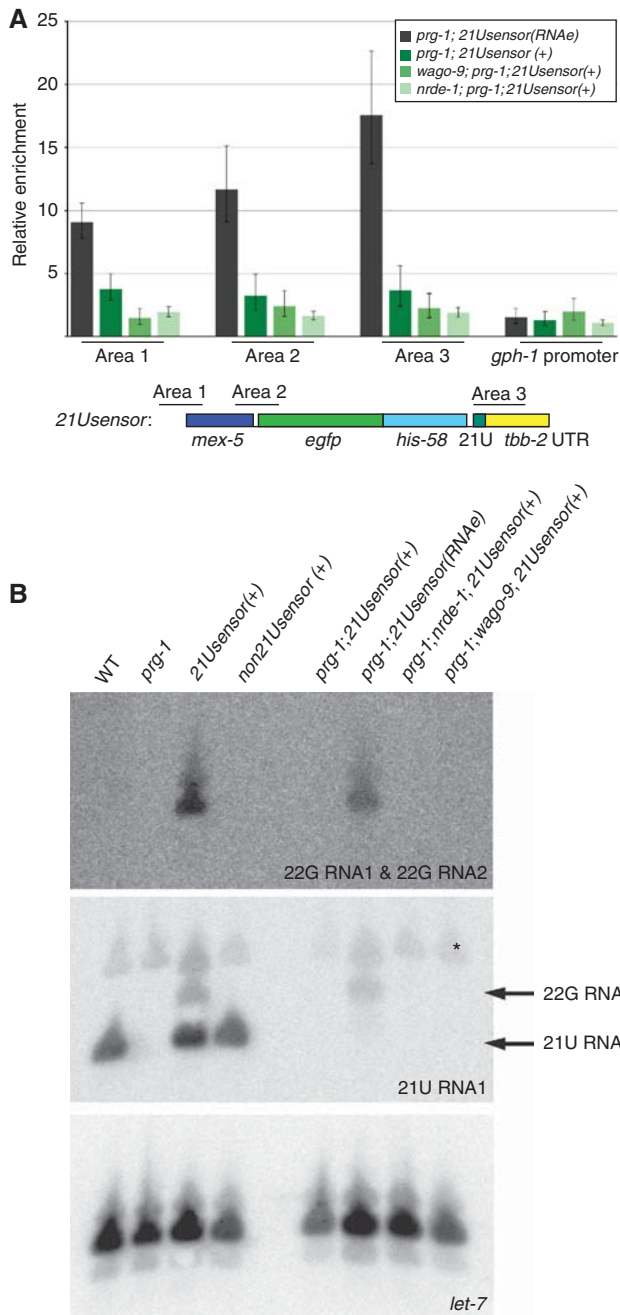 A
25
20
15
10
5
Relative enrichment
prg-1; 21Usensor(RNAe)
prg-1; 21Usensor (+)
wago-9; prg-1;21Usensor(+)
nrde-1; prg-1;21Usensor(+)
Area 1
Area 2
Area 3
gph-1 promoter
Area 1
Area 2
Area 3
21Usensor:
mex-5
egfp
his-58
21U
tbb-2 UTR
B
WT
prg-1
21Usensor(+)
non21Usensor (+)
prg-1;21Usensor(+)
prg-1;21Usensor(RNAe)
prg-1;nrde-1; 21Usensor(+)
prg-1;wago-9; 21Usensor(+)
22G RNA1 & 22G RNA2
*
22G RNA
21U RNA
21U RNA1
let-7